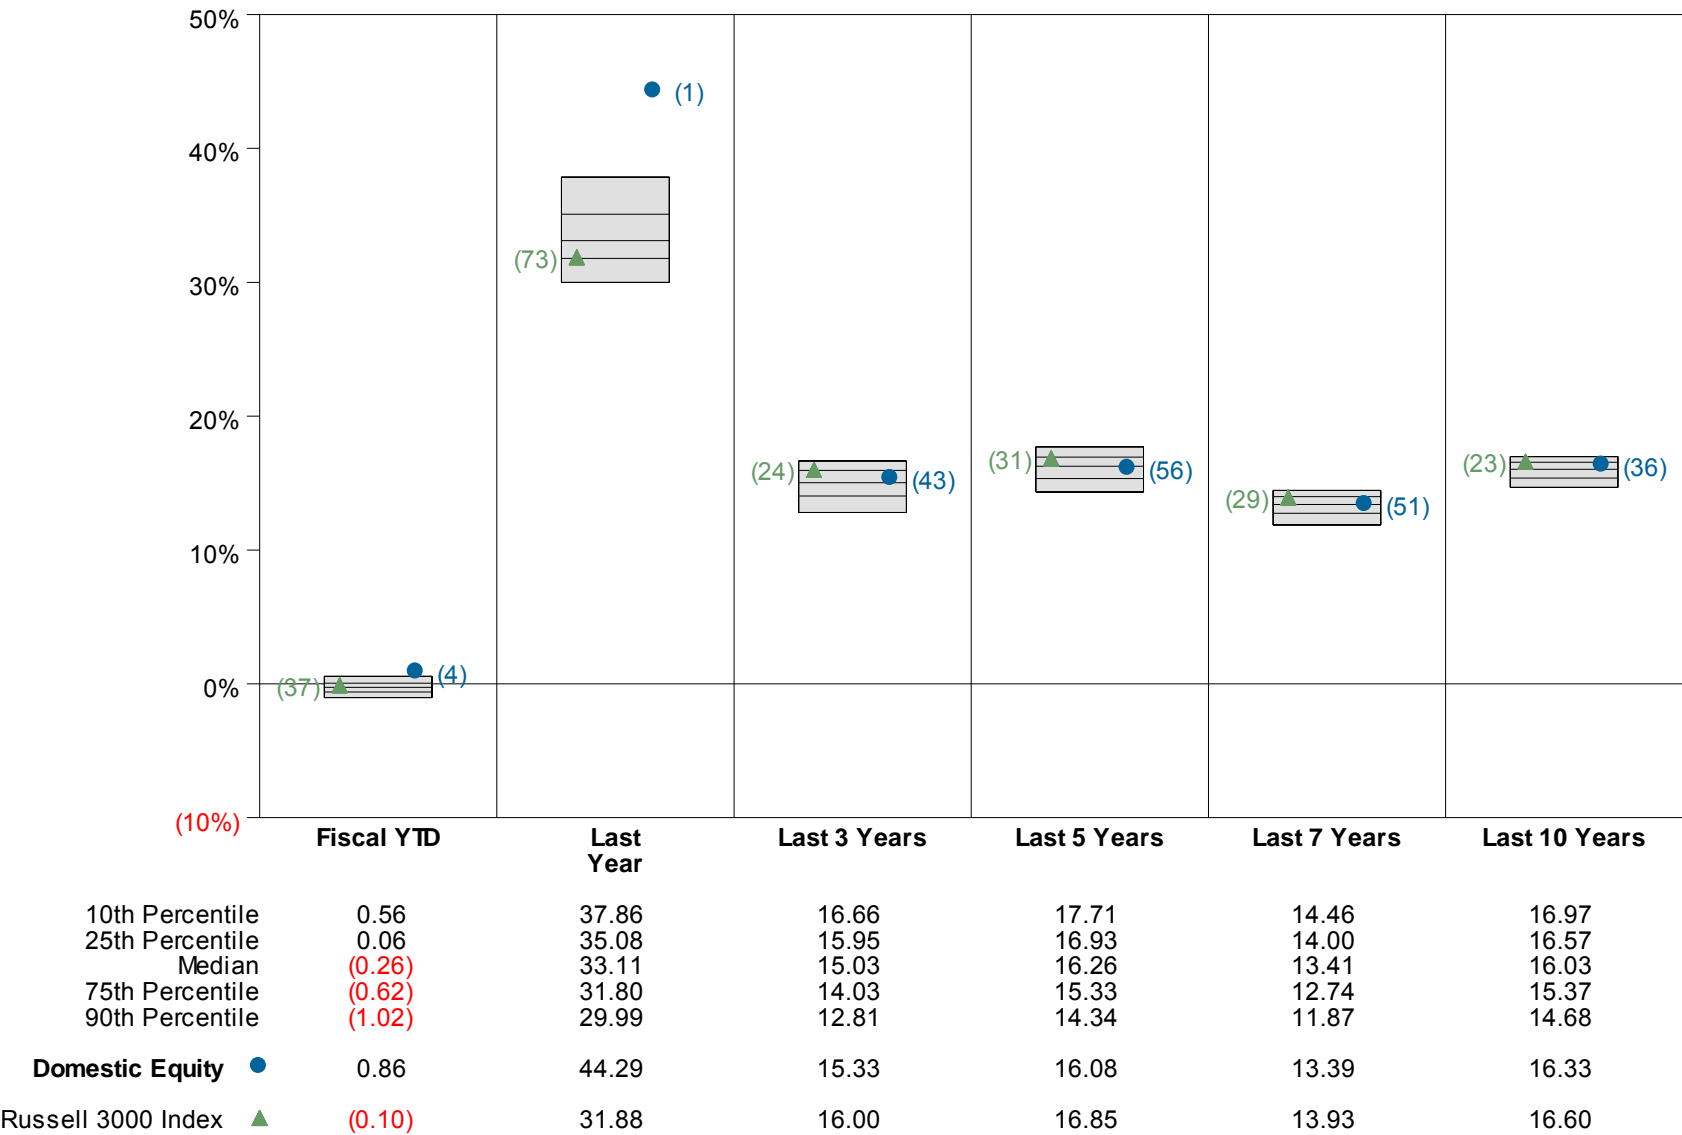 50%
(1)
40%
(73)
30%
20%
(24)
(43)
(31)
(56)
(29)
(51)
(23)
(36)
10%
(37)
(4)
0%
(10%)
Fiscal YTD Last Last 3 Years Last 5 Years Last 7 Years Last 10 Years
Year
10th Percentile 0.56 37.86 16.66 17.71 14.46 16.97
25th Percentile 0.06 35.08 15.95 16.93 14.00 16.57
Median (0.26) 33.11 15.03 16.26 13.41 16.03
75th Percentile (0.62) 31.80 14.03 15.33 12.74 15.37
90th Percentile (1.02) 29.99 12.81 14.34 11.87 14.68
Domestic Equity 0.86 44.29 15.33 16.08 13.39 16.33
Russell 3000 Index (0.10) 31.88 16.00 16.85 13.93 16.60